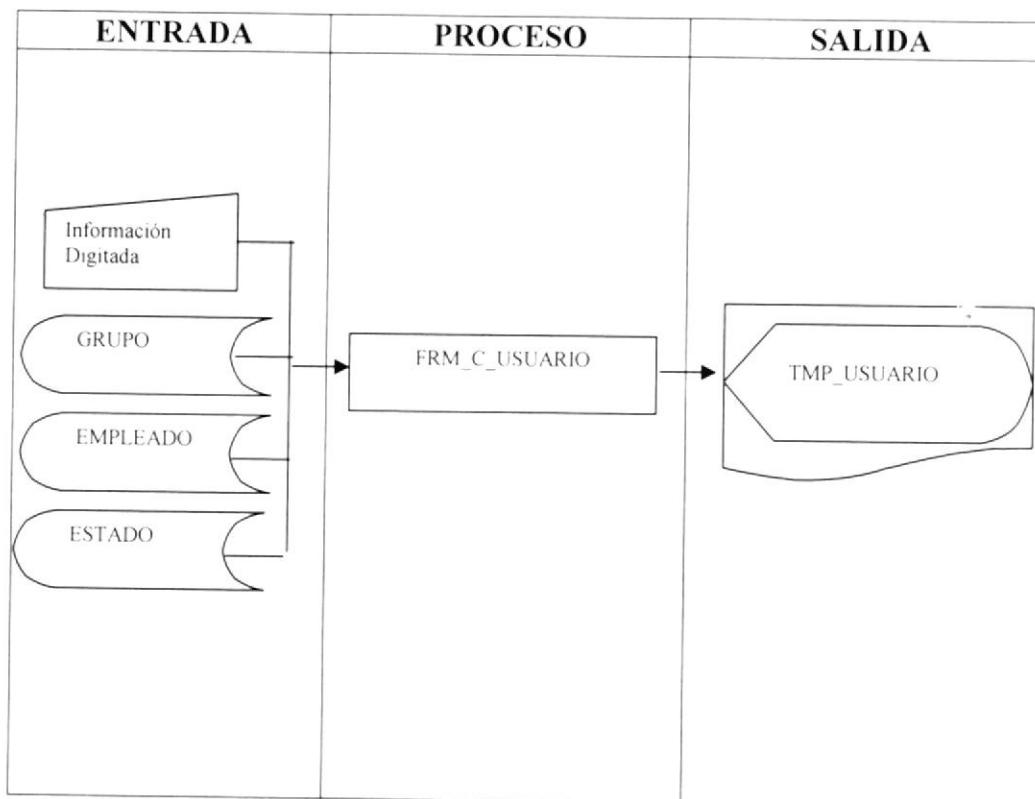 ENTRADA
PROCESO
SALIDA
Información
Digitada
GRUPO
EMPLEADO
ESTADO
FRM_C_USUARIO
TMP_USUARIO